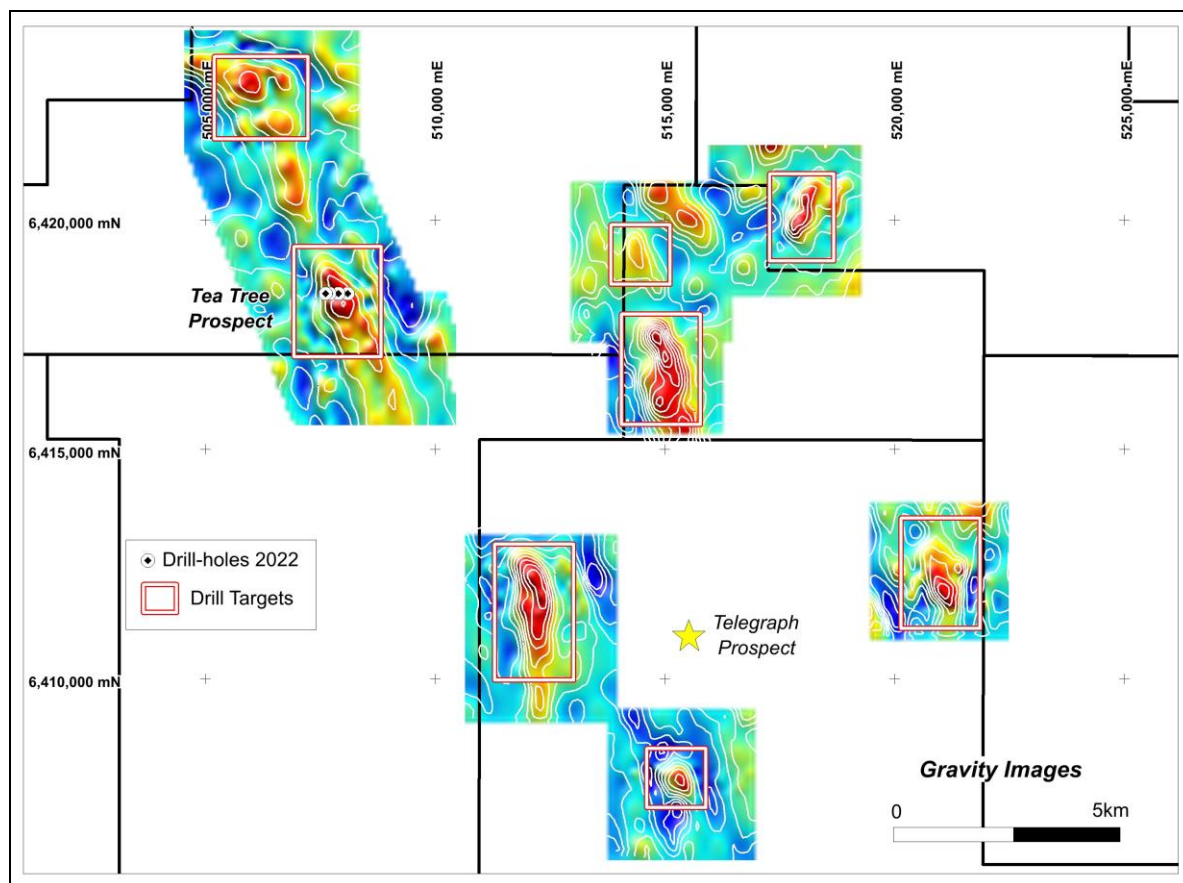 505,000 mE
510,000 mE
515,000 mE
520,000 mE
525,000 mE
6,420,000 mN
Tea Tree
Prospect
6,415,000 mN
Drill-holes 2022
Drill Targets
Telegraph
Prospect
6,410,000 mN
Gravity Images
0
5km